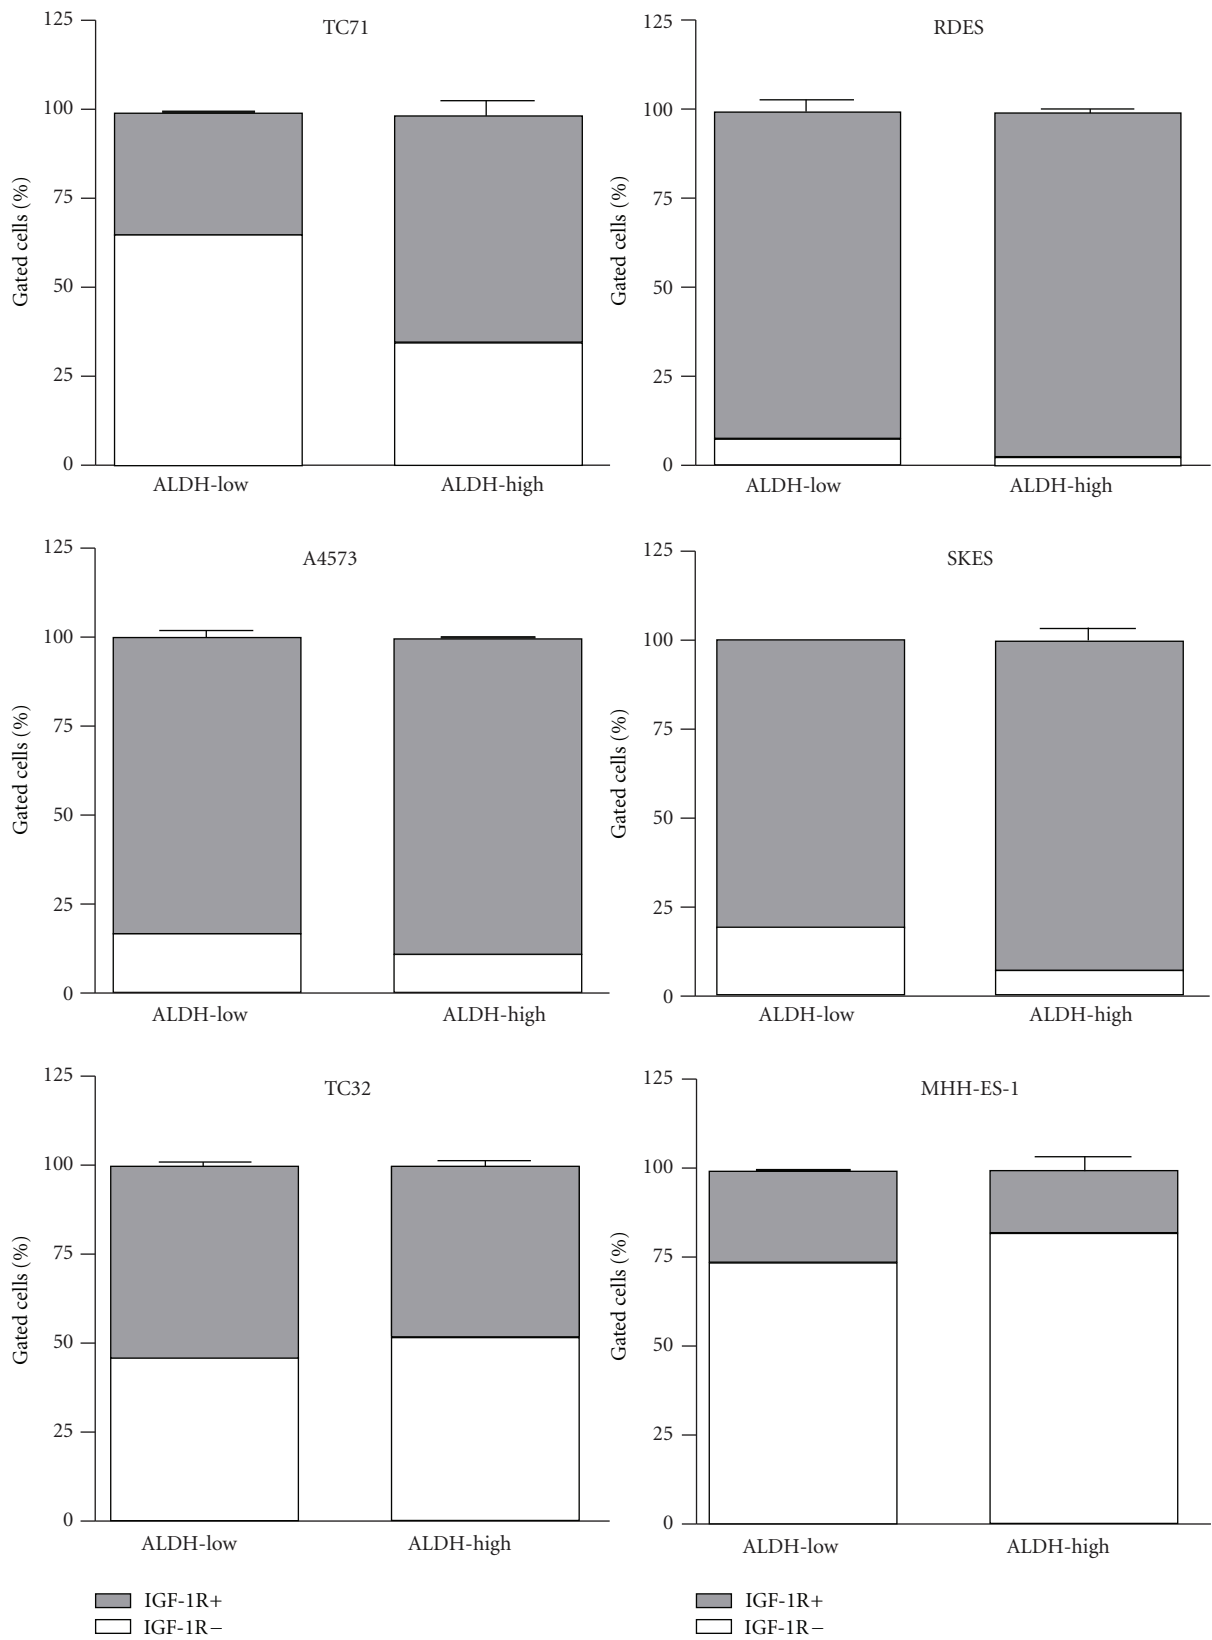 TC71
125
100
75
50
25
0
Gated cells (%)
ALDH-low
ALDH-high
RDES
125
100
75
50
25
0
Gated cells (%)
ALDH-low
ALDH-high
A4573
125
100
75
50
25
0
Gated cells (%)
ALDH-low
ALDH-high
SKES
125
100
75
50
25
0
Gated cells (%)
ALDH-low
ALDH-high
TC32
125
100
75
50
25
0
Gated cells (%)
ALDH-low
ALDH-high
MHH-ES-1
125
100
75
50
25
0
Gated cells (%)
ALDH-low
ALDH-high
IGF-1R+
IGF-1R−
IGF-1R+
IGF-1R−